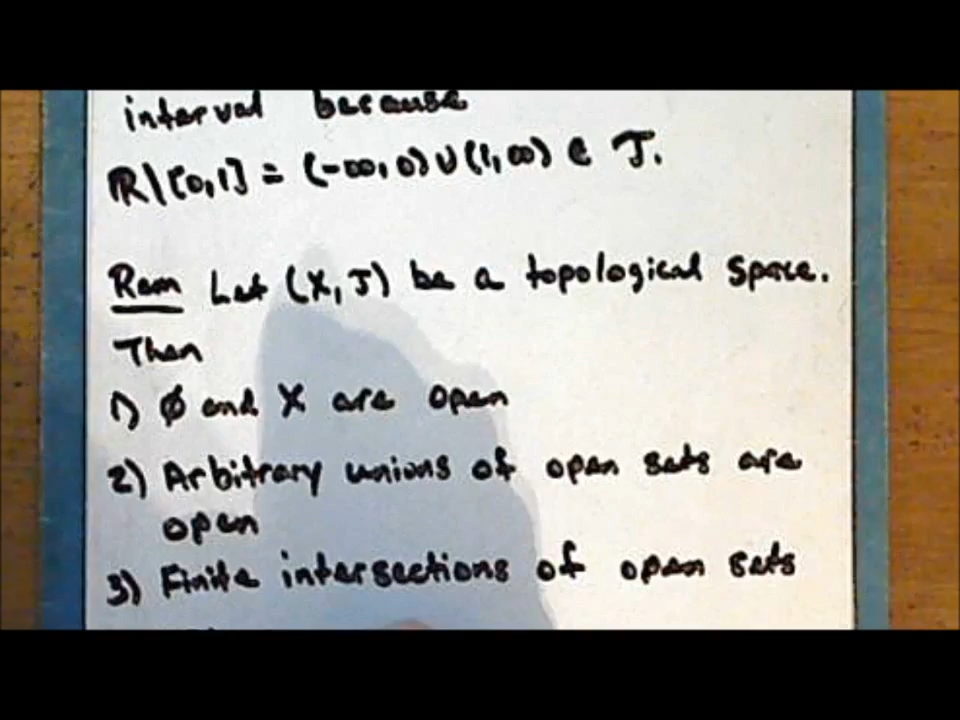 interval because
ℝ\[0,1] = (-∞,0)∪(1,∞) ∈ 𝒯.
Rem Let (X,𝒯) be a topological space.
Then
1) ∅ and X are open
2) Arbitrary unions of open sets are
open
3) Finite intersections of open sets